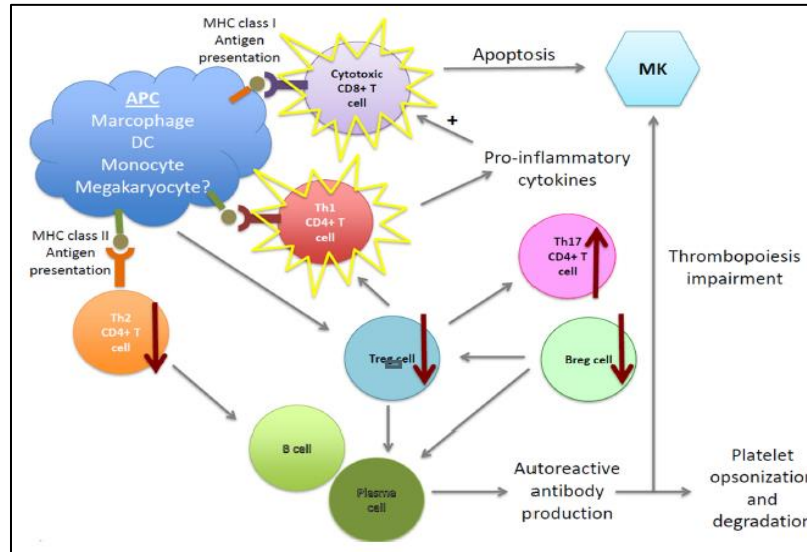 MHC class I
Antigen
presentation
APC
Marcophage
DC
Monocyte
Megakaryocyte?
Cytotoxic
CD8+ T
cell
Apoptosis
MK
+
Pro-inflammatory
cytokines
Th1
CD4+ T
cell
MHC class II
Antigen
presentation
Th17
CD4+ T
cell
Thrombopoiesis
impairment
Th2
CD4+ T
cell
Treg cell
Breg cell
B cell
Plasma
cell
Autoreactive
antibody
production
Platelet
opsonization
and
degradation